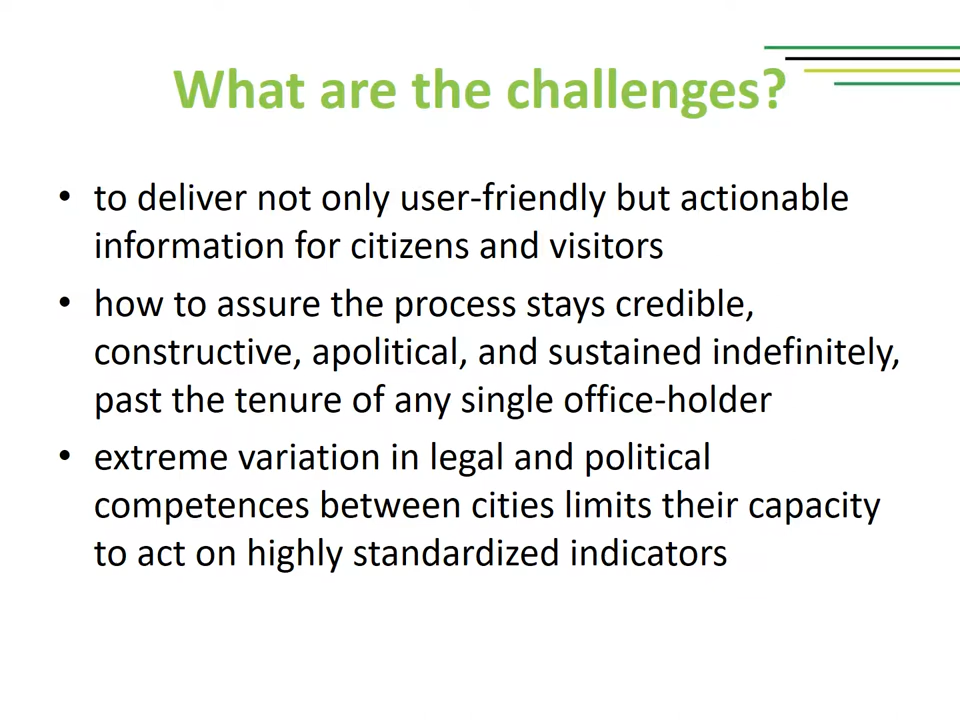 What are the challenges?
• to deliver not only user-friendly but actionable
information for citizens and visitors
• how to assure the process stays credible,
constructive, apolitical, and sustained indefinitely,
past the tenure of any single office-holder
• extreme variation in legal and political
competences between cities limits their capacity
to act on highly standardized indicators